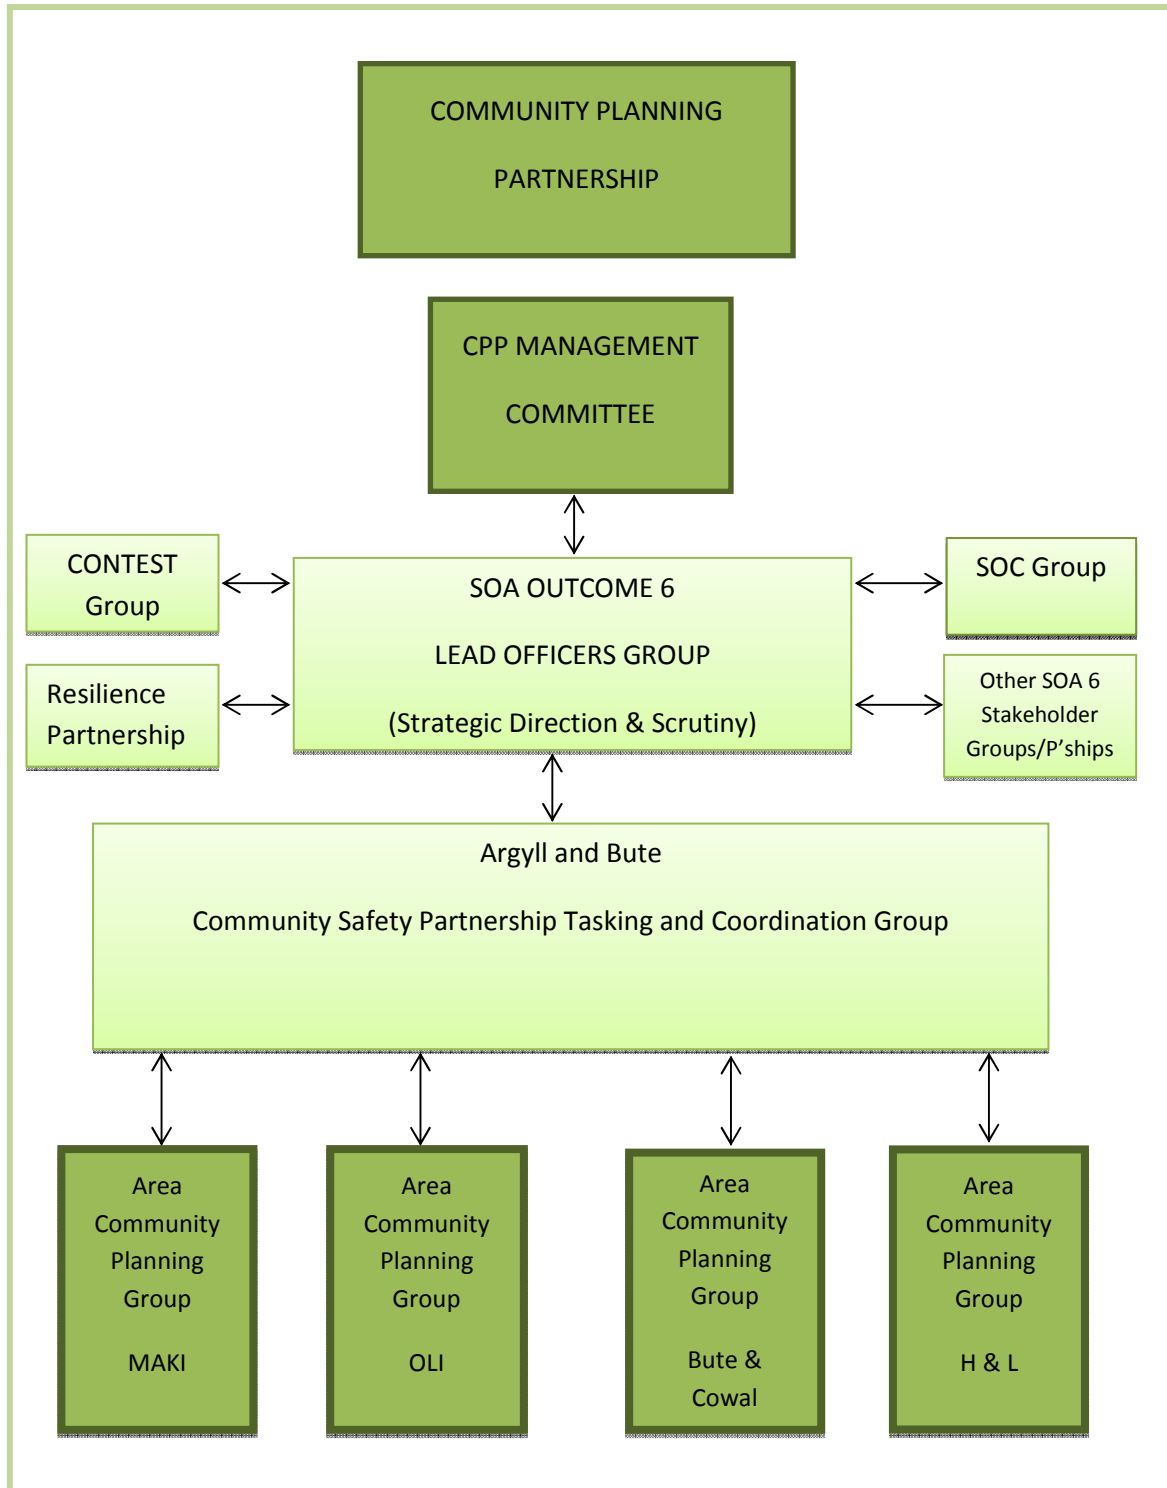 COMMUNITY PLANNING
PARTNERSHIP
CPP MANAGEMENT
COMMITTEE
CONTEST
Group
SOA OUTCOME 6
LEAD OFFICERS GROUP
(Strategic Direction & Scrutiny)
SOC Group
Resilience
Partnership
Other SOA 6
Stakeholder
Groups/P’ships
Argyll and Bute
Community Safety Partnership Tasking and Coordination Group
Area
Community
Planning
Group
MAKI
Area
Community
Planning
Group
OLI
Area
Community
Planning
Group
Bute &
Cowal
Area
Community
Planning
Group
H & L